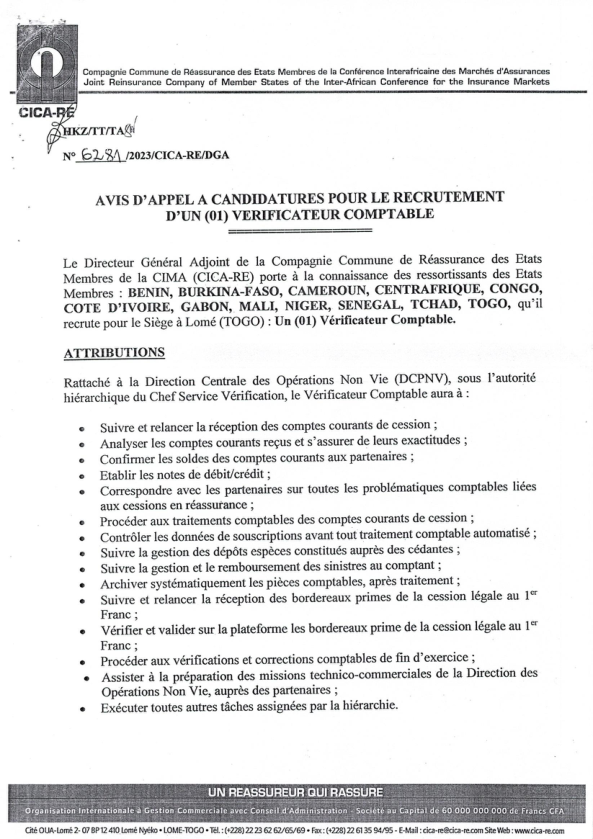 Compagnie Commune de Réassurance des Etats Membres de la Conférence Interafricaine des Marchés d'Assurances
Joint Reinsurance Company of Member States of the Inter-African Conference for the Insurance Markets
CICA-RE
HKZ/TT/TA
N° 6281 /2023/CICA-RE/DGA
AVIS D'APPEL A CANDIDATURES POUR LE RECRUTEMENT
D'UN (01) VERIFICATEUR COMPTABLE
Le Directeur Général Adjoint de la Compagnie Commune de Réassurance des Etats
Membres de la CIMA (CICA-RE) porte à la connaissance des ressortissants des Etats
Membres : BENIN, BURKINA-FASO, CAMEROUN, CENTRAFRIQUE, CONGO,
COTE D'IVOIRE, GABON, MALI, NIGER, SENEGAL, TCHAD, TOGO, qu'il
recrute pour le Siège à Lomé (TOGO) : Un (01) Vérificateur Comptable.
ATTRIBUTIONS
Rattaché à la Direction Centrale des Opérations Non Vie (DCPNV), sous l'autorité
hiérarchique du Chef Service Vérification, le Vérificateur Comptable aura à :
• Suivre et relancer la réception des comptes courants de cession ;
• Analyser les comptes courants reçus et s'assurer de leurs exactitudes ;
• Confirmer les soldes des comptes courants aux partenaires ;
• Etablir les notes de débit/crédit ;
• Correspondre avec les partenaires sur toutes les problématiques comptables liées
aux cessions en réassurance ;
• Procéder aux traitements comptables des comptes courants de cession ;
• Contrôler les données de souscriptions avant tout traitement comptable automatisé ;
• Suivre la gestion des dépôts espèces constitués auprès des cédantes ;
• Suivre la gestion et le remboursement des sinistres au comptant ;
• Archiver systématiquement les pièces comptables, après traitement ;
• Suivre et relancer la réception des bordereaux primes de la cession légale au 1er
Franc ;
• Vérifier et valider sur la plateforme les bordereaux prime de la cession légale au 1er
Franc ;
• Procéder aux vérifications et corrections comptables de fin d'exercice ;
• Assister à la préparation des missions technico-commerciales de la Direction des
Opérations Non Vie, auprès des partenaires ;
• Exécuter toutes autres tâches assignées par la hiérarchie.
UN REASSUREUR QUI RASSURE
Organisation Internationale à Gestion Commerciale avec Conseil d'Administration - Société au Capital de 60 000 000 000 de Francs CFA
Cité OUA-Lomé 2- 07 BP 12 410 Lomé Nyéko • LOME-TOGO • Tél. : (+228) 22 23 62 62/65/69 • Fax : (+228) 22 61 35 94/95 - E-Mail : cica-re@cica-re.com Site Web : www.cica-re.com